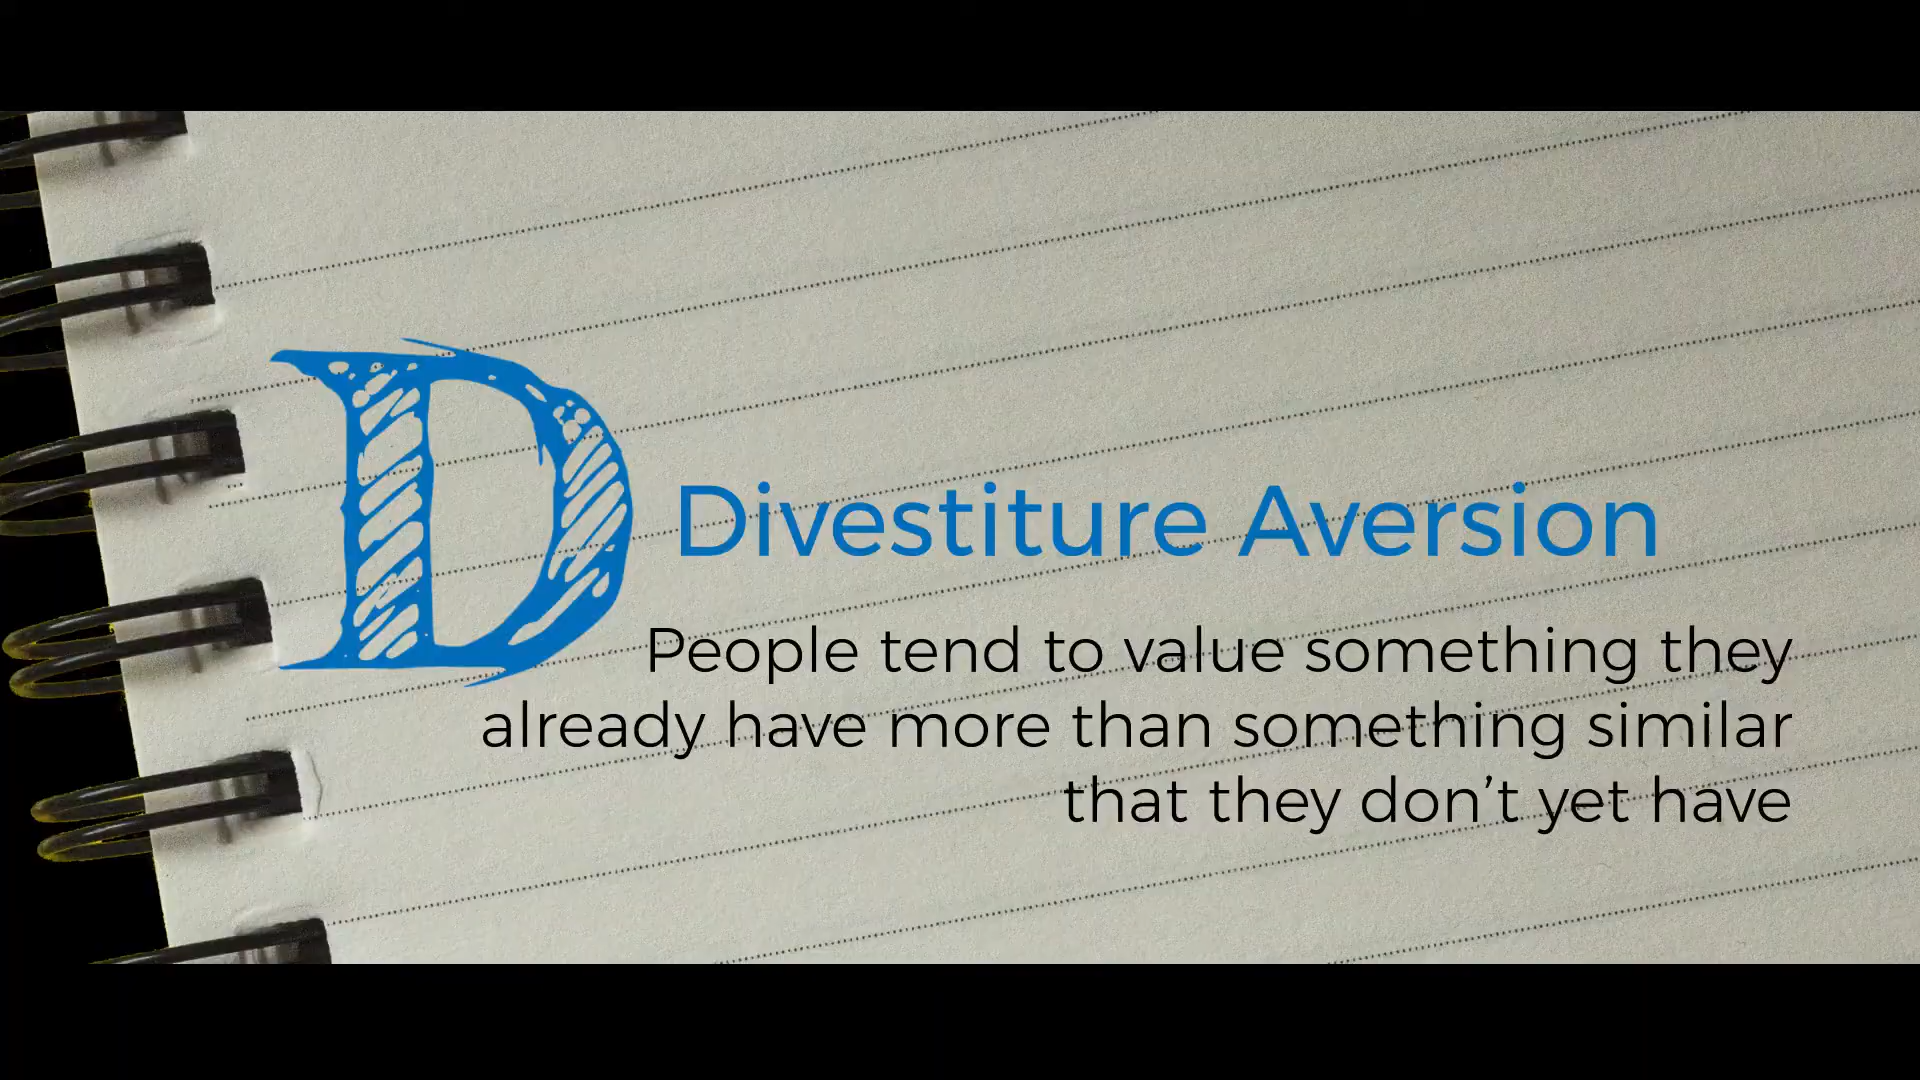 D
Divestiture Aversion
People tend to value something they
already have more than something similar
that they don’t yet have